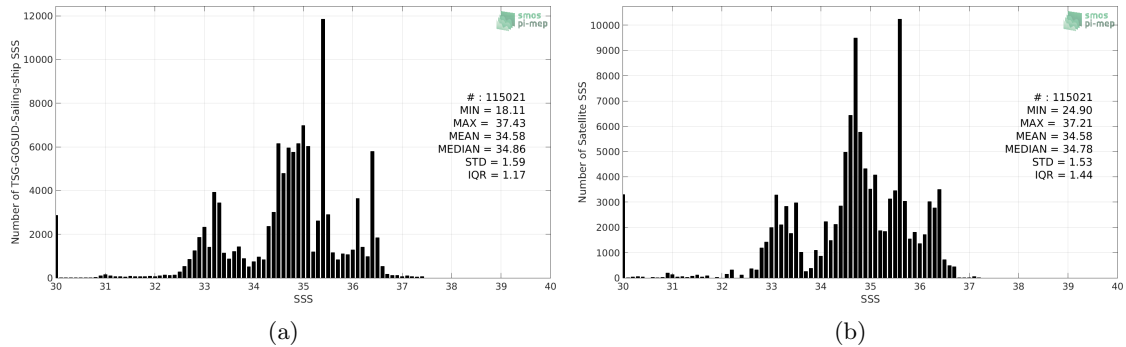 12000
10000
8000
6000
4000
2000
0
Number of TSG-GOSUD-Sailing-ship SSS
smos
pi-mep
# : 115021
MIN = 18.11
MAX = 37.43
MEAN = 34.58
MEDIAN = 34.86
STD = 1.59
IQR = 1.17
30 31 32 33 34 35 36 37 38 39 40
SSS
(a)
10000
9000
8000
7000
6000
5000
4000
3000
2000
1000
0
Number of Satellite SSS
smos
pi-mep
# : 115021
MIN = 24.90
MAX = 37.21
MEAN = 34.58
MEDIAN = 34.78
STD = 1.53
IQR = 1.44
30 31 32 33 34 35 36 37 38 39 40
SSS
(b)